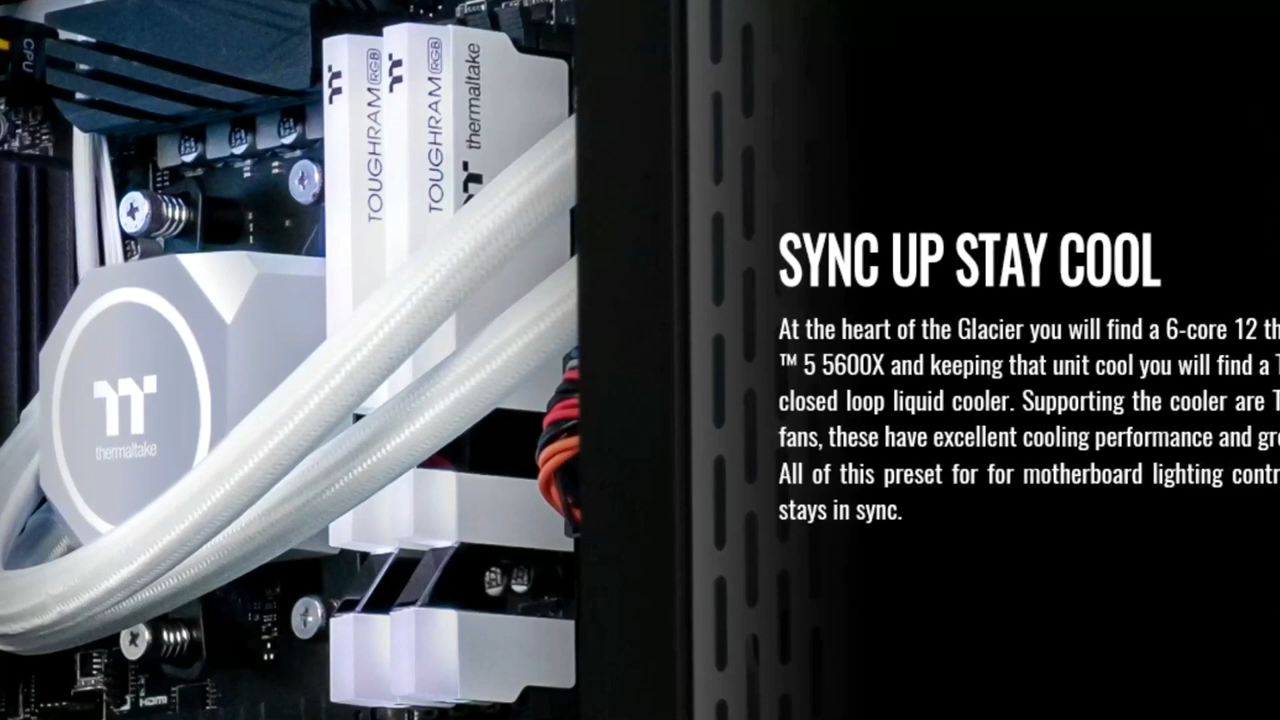 CPU
TOUGHRAM RGB
TOUGHRAM RGB
thermaltake
thermaltake
HDMI
SYNC UP STAY COOL
At the heart of the Glacier you will find a 6-core 12
™ 5 5600X and keeping that unit cool you will find a
closed loop liquid cooler. Supporting the cooler are
fans, these have excellent cooling performance and
All of this preset for for motherboard lighting
stays in sync.